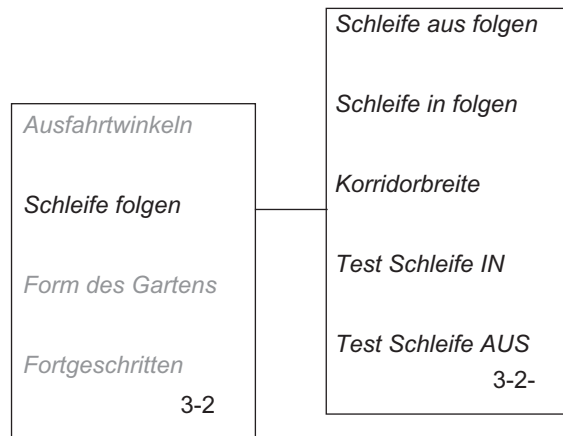 Ausfahrtwinkeln
Schleife folgen
Form des Gartens
Fortgeschritten
3-2
Schleife aus folgen
Schleife in folgen
Korridorbreite
Test Schleife IN
Test Schleife AUS
3-2-